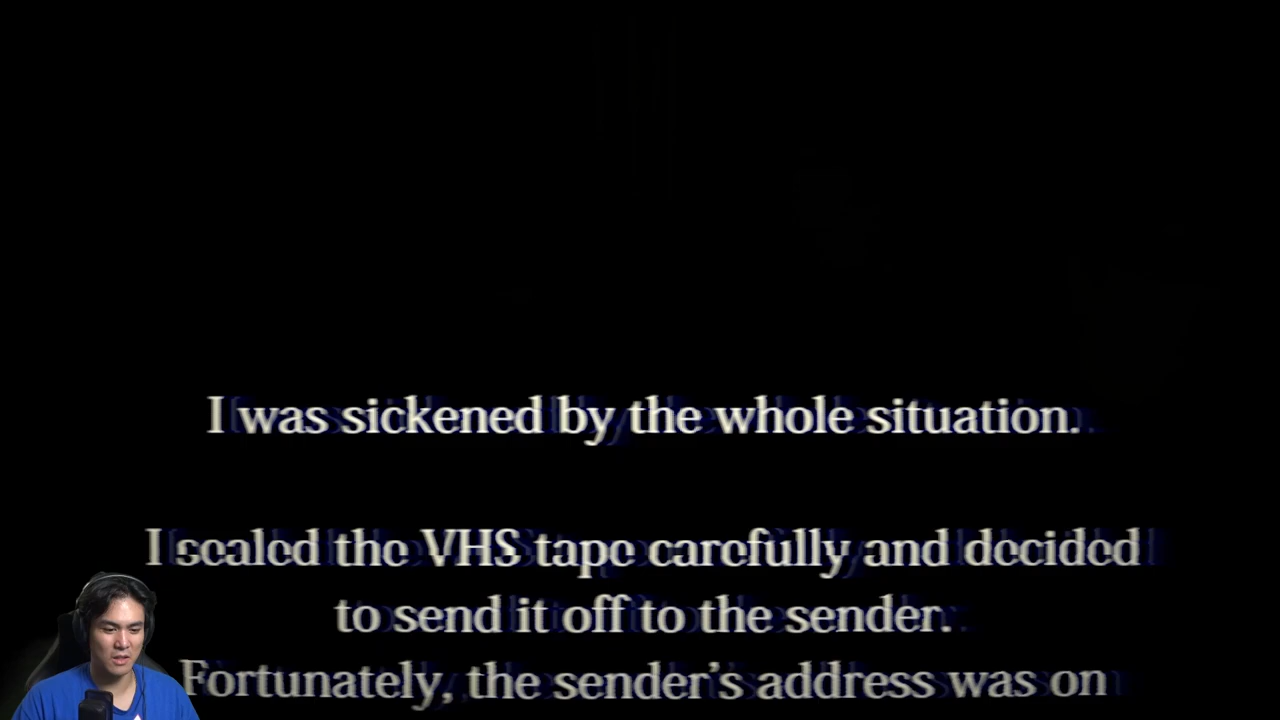 I was sickened by the whole situation.
I sealed the VHS tape carefully and decided
to send it off to the sender.
Fortunately, the sender's address was on